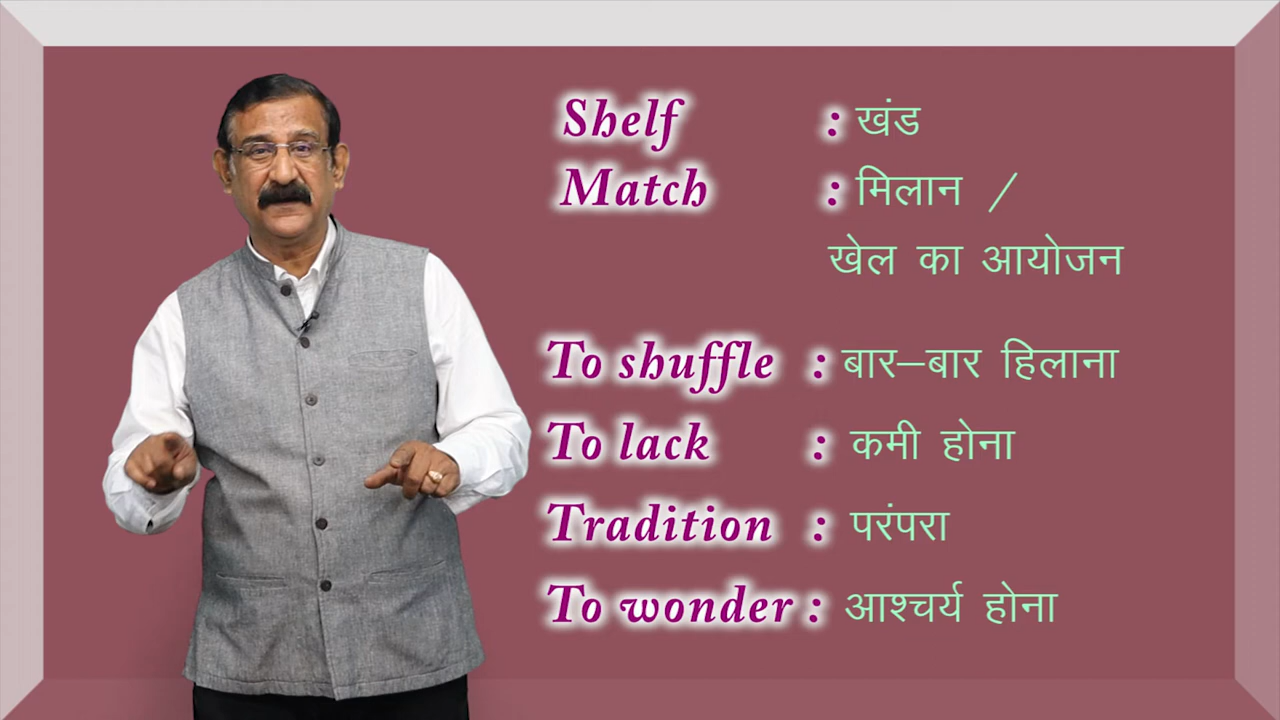 Shelf : खंड
Match : मिलान /
खेल का आयोजन
To shuffle : बार–बार हिलाना
To lack : कमी होना
Tradition : परंपरा
To wonder : आश्चर्य होना